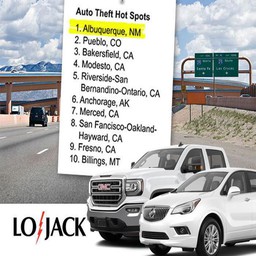 Auto Theft Hot Spots
1. Albuquerque, NM
2. Pueblo, CO
3. Bakersfield, CA
4. Modesto, CA
5. Riverside-San
Bernandino-Ontario, CA
6. Anchorage, AK
7. Merced, CA
8. San Fancisco-Oakland-
Hayward, CA
9. Fresno, CA
10. Billings, MT
LOJACK
GMC